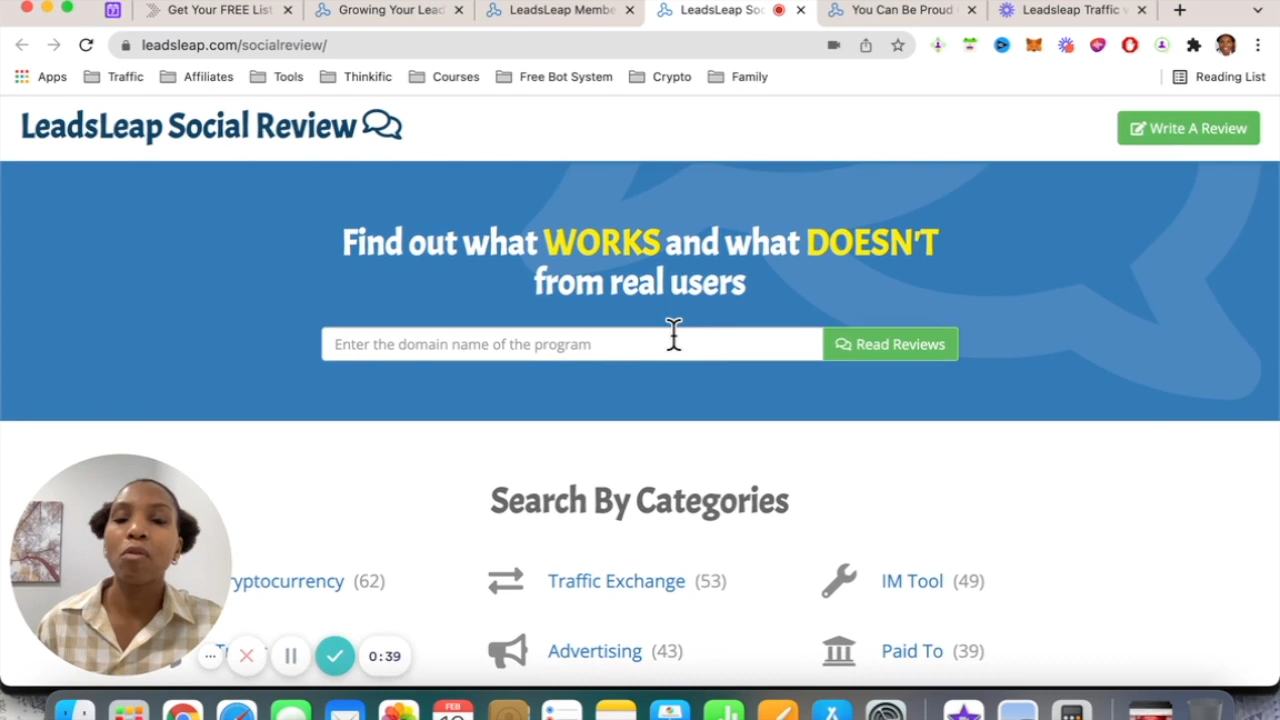 Get Your FREE List
Growing Your Lead
LeadsLeap Membe
LeadsLeap Soc
You Can Be Proud
Leadsleap Traffic v
leadsleap.com/socialreview/
Apps Traffic Affiliates Tools Thinkific Courses Free Bot System Crypto Family Reading List
LeadsLeap Social Review
Write A Review
Find out what WORKS and what DOESN'T
from real users
Enter the domain name of the program
Read Reviews
Search By Categories
ryptocurrency (62)
Traffic Exchange (53)
IM Tool (49)
Advertising (43)
Paid To (39)
0:39
FEB